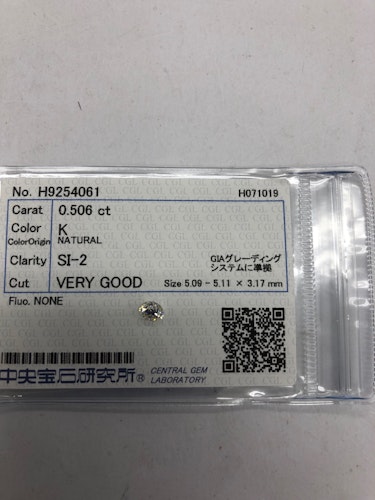 No. H9254061 H071019
Carat 0.506 ct
Color K
ColorOrigin NATURAL
Clarity SI-2 GIAグレーディング
システムに準拠
Cut VERY GOOD Size 5.09 - 5.11 × 3.17 mm
Fluo. NONE
中央宝石研究所® CENTRAL GEM
LABORATORY